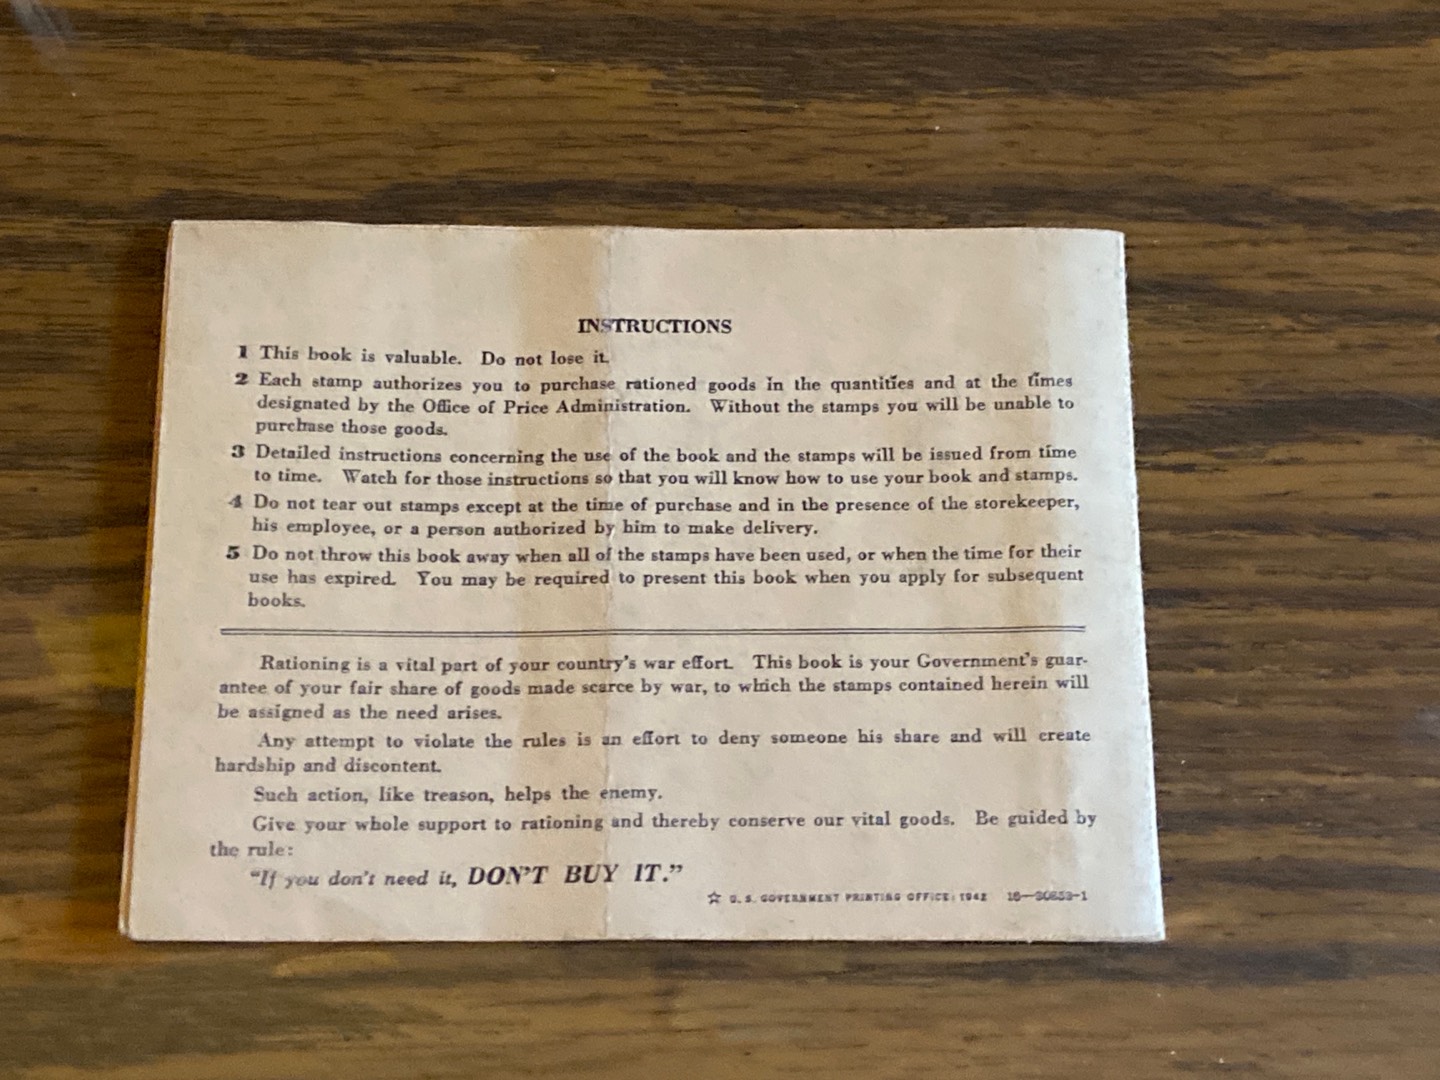 INSTRUCTIONS
1 This book is valuable. Do not lose it.
2 Each stamp authorizes you to purchase rationed goods in the quantities and at the times
designated by the Office of Price Administration. Without the stamps you will be unable to
purchase those goods.
3 Detailed instructions concerning the use of the book and the stamps will be issued from time
to time. Watch for those instructions so that you will know how to use your book and stamps.
4 Do not tear out stamps except at the time of purchase and in the presence of the storekeeper,
his employee, or a person authorized by him to make delivery.
5 Do not throw this book away when all of the stamps have been used, or when the time for their
use has expired. You may be required to present this book when you apply for subsequent
books.
Rationing is a vital part of your country's war effort. This book is your Government's guar-
antee of your fair share of goods made scarce by war, to which the stamps contained herein will
be assigned as the need arises.
Any attempt to violate the rules is an effort to deny someone his share and will create
hardship and discontent.
Such action, like treason, helps the enemy.
Give your whole support to rationing and thereby conserve our vital goods. Be guided by
the rule:
"If you don't need it, DON'T BUY IT."
☆ U. S. GOVERNMENT PRINTING OFFICE: 1942